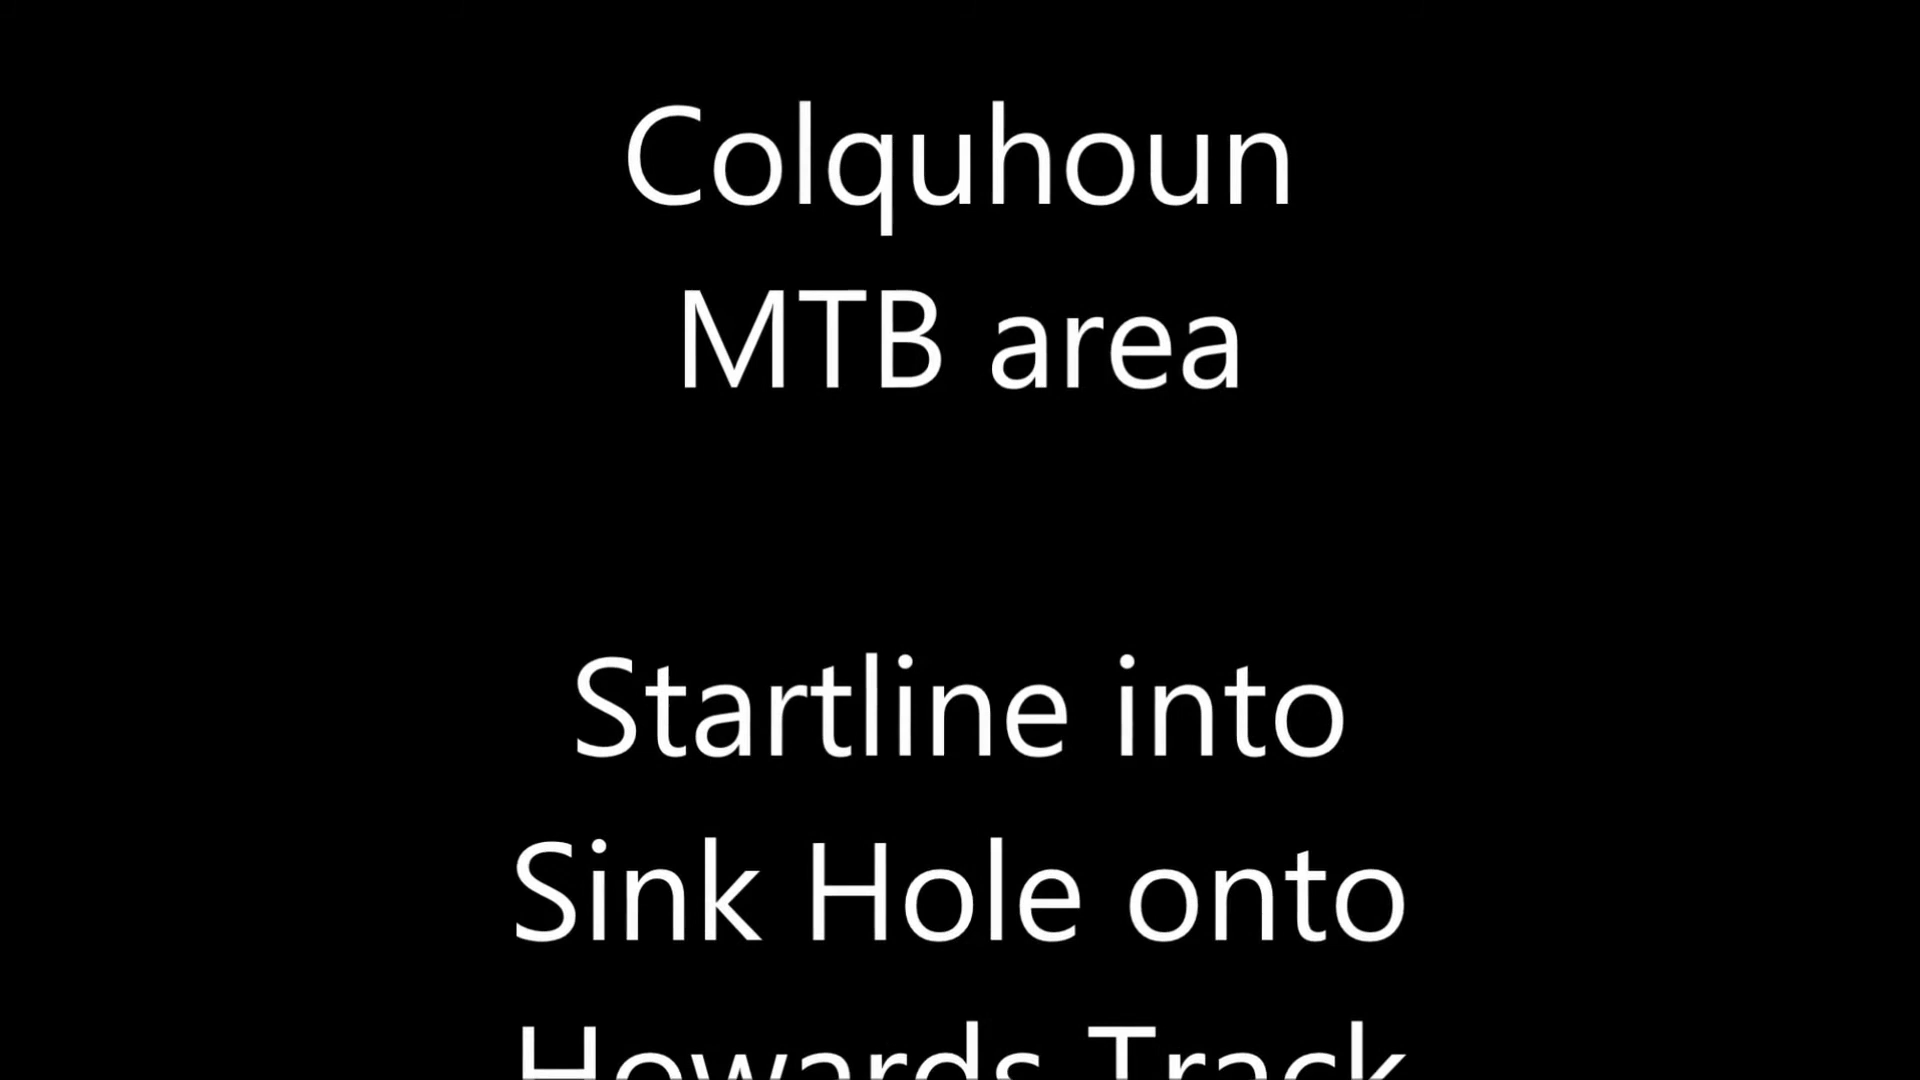 Colquhoun
MTB area
Startline into
Sink Hole onto
Howards Track